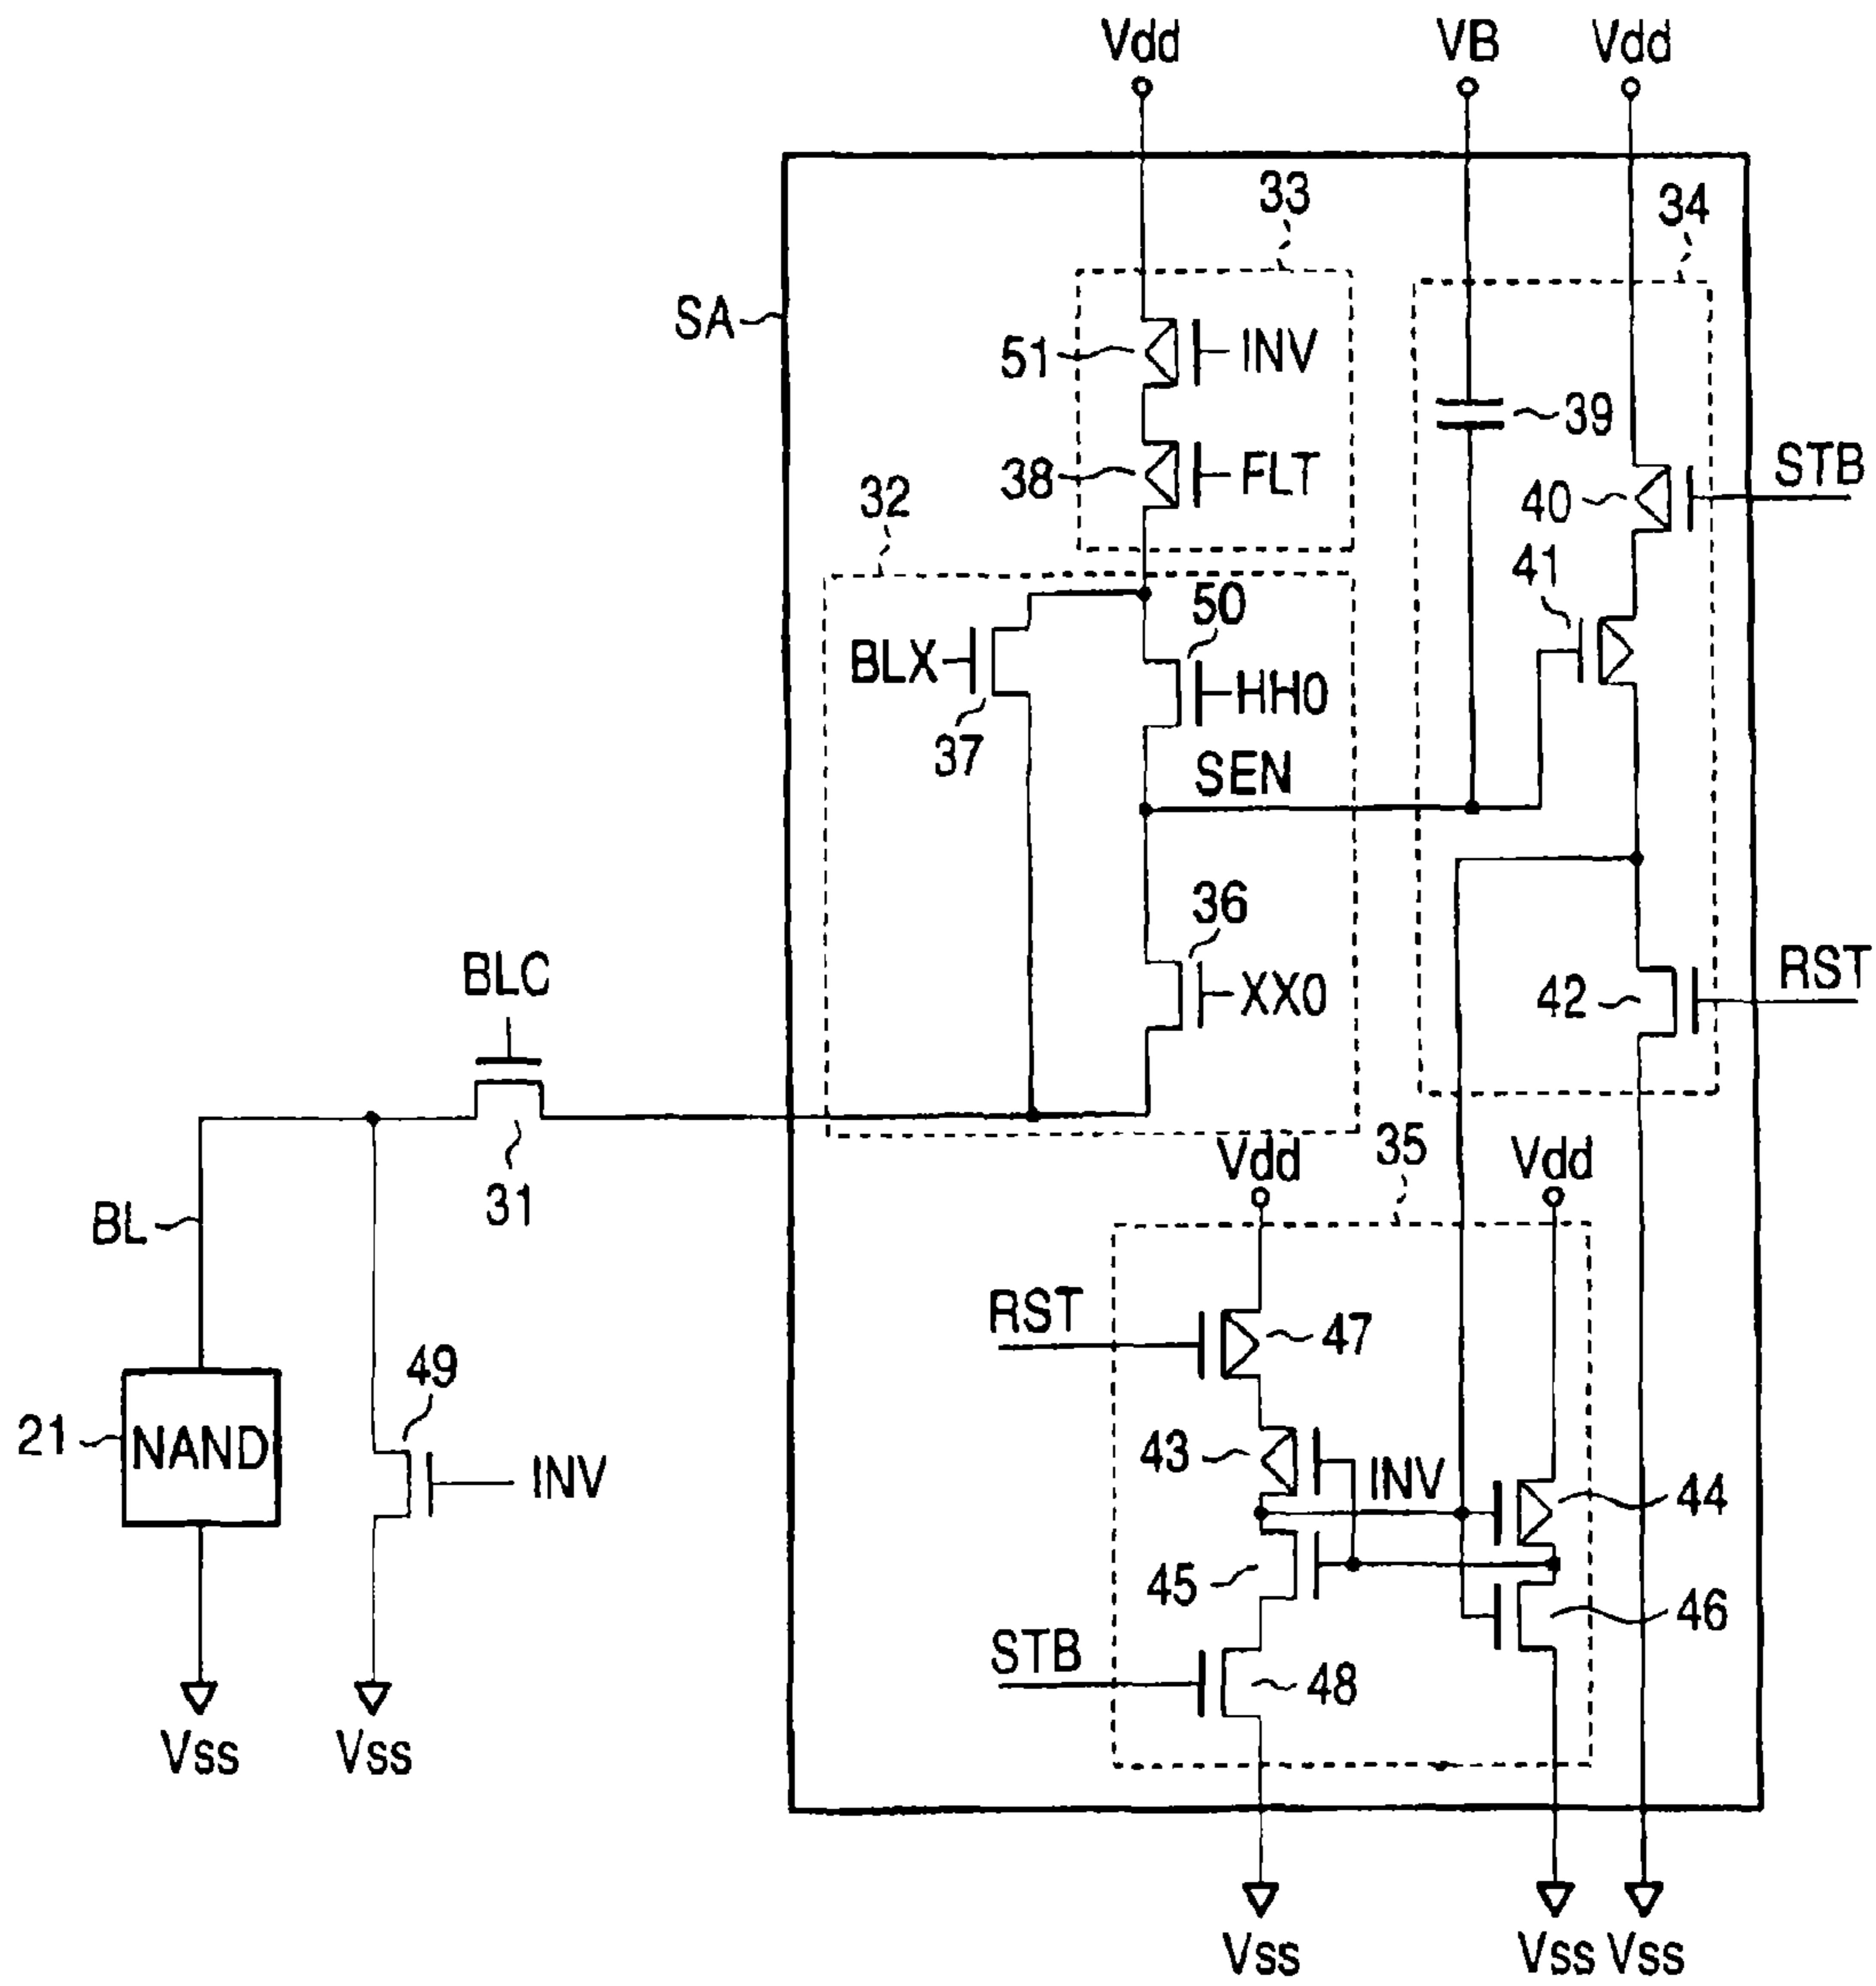 Vdd VB Vdd
33
34
SA
51 INV
39
38 FLT
STB
32
40
41
50
BLX
HH0
37
SEN
36
BLC
XX0
RST
42
35
Vdd Vdd
31
BL
RST
47
49
21 NAND
43 INV
INV
44
45
46
STB
48
Vss Vss
Vss Vss Vss